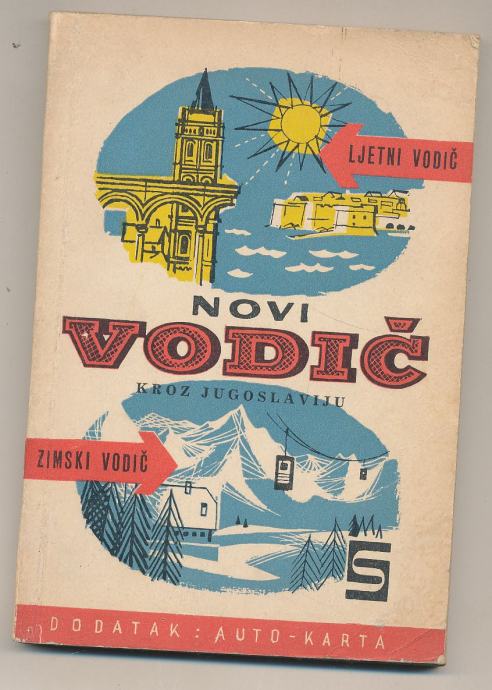 LJETNI VODIČ
NOVI
VODIČ
KROZ JUGOSLAVIJU
ZIMSKI VODIČ
S
DODATAK: AUTO-KARTA